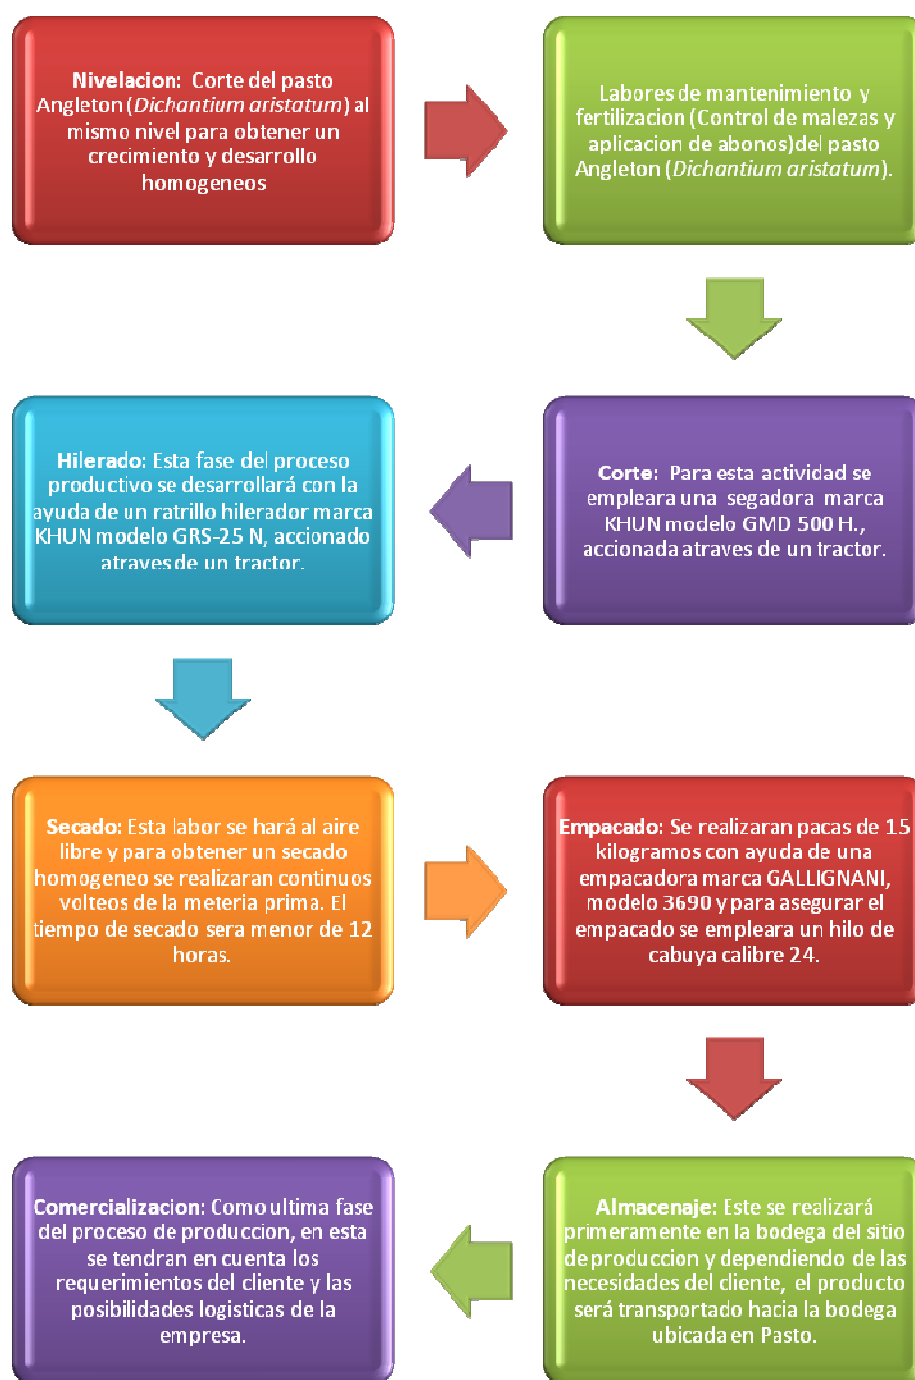 Nivelacion: Corte del pasto
Angleton (Dichantium aristatum) al
mismo nivel para obtener un
crecimiento y desarrollo
homogeneos
Labores de mantenimiento y
fertilizacion (Control de malezas y
aplicacion de abonos)del pasto
Angleton (Dichantium aristatum).
Corte: Para esta actividad se
empleara una segadora marca
KHUN modelo GMD 500 H.,
accionada atraves de un tractor.
Hilerado: Esta fase del proceso
productivo se desarrollará con la
ayuda de un ratrillo hilerador marca
KHUN modelo GRS-25 N, accionado
atraves de un tractor.
Secado: Esta labor se hará al aire
libre y para obtener un secado
homogeneo se realizaran continuos
volteos de la meteria prima. El
tiempo de secado sera menor de 12
horas.
Empacado: Se realizaran pacas de 15
kilogramos con ayuda de una
empacadora marca GALLIGNANI,
modelo 3690 y para asegurar el
empacado se empleara un hilo de
cabuya calibre 24.
Almacenaje: Este se realizará
primeramente en la bodega del sitio
de produccion y dependiendo de las
necesidades del cliente, el producto
será transportado hacia la bodega
ubicada en Pasto.
Comercializacion: Como ultima fase
del proceso de produccion, en esta
se tendran en cuenta los
requerimientos del cliente y las
posibilidades logisticas de la
empresa.